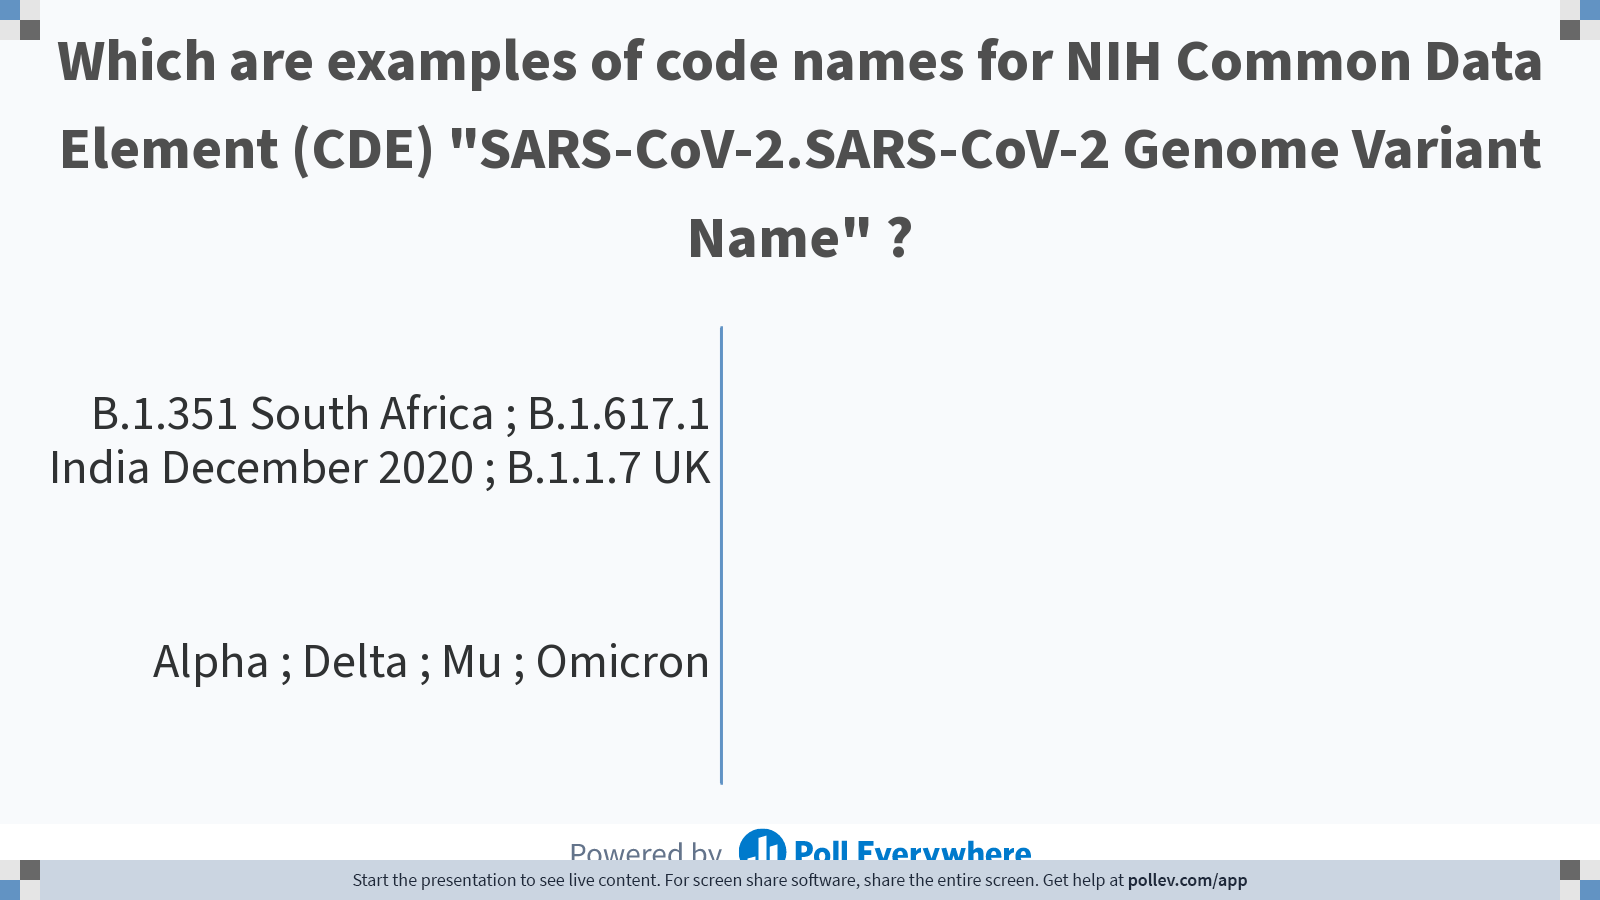 Which are examples of code names for NIH Common Data
Element (CDE) "SARS-CoV-2.SARS-CoV-2 Genome Variant
Name" ?
B.1.351 South Africa ; B.1.617.1
India December 2020 ; B.1.1.7 UK
Alpha ; Delta ; Mu ; Omicron
Powered by Poll Everywhere
Start the presentation to see live content. For screen share software, share the entire screen. Get help at pollev.com/app